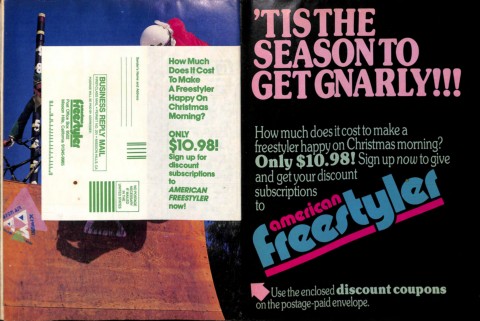 How Much
Does It Cost
To Make
A Freestyler
Happy On
Christmas
Morning?
ONLY
$10.98!
Sign up for
discount
subscriptions
to
AMERICAN
FREESTYLER
now!
BUSINESS REPLY MAIL
freestyler
'TIS THE
SEASON TO
GET GNARLY!!!
How much does it cost to make a
freestyler happy on Christmas morning?
Only $10.98! Sign up now to give
and get your discount
subscriptions
to
american
freestyler
Use the enclosed discount coupons
on the postage-paid envelope.